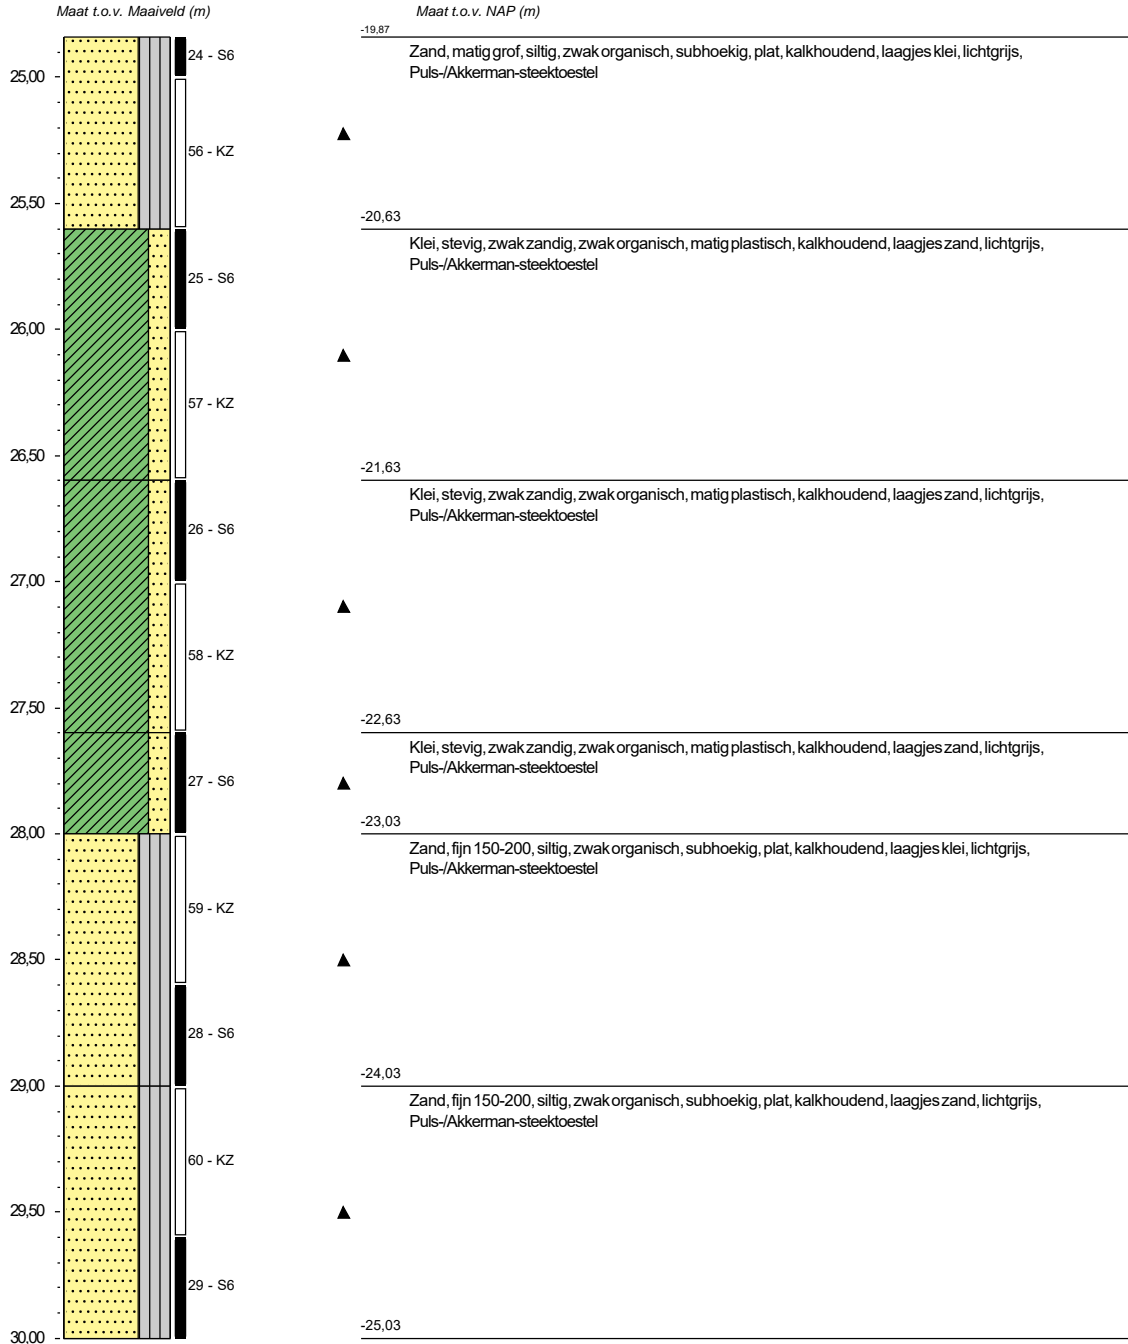 Maat t.o.v. Maaiveld (m)
Maat t.o.v. NAP (m)
-19,87
Zand, matig grof, siltig, zwak organisch, subhoekig, plat, kalkhoudend, laagjes klei, lichtgrijs,
Puls-/Akkerman-steektoestel
24 - S6
25,00
56 - KZ
25,50
-20,63
Klei, stevig, zwak zandig, zwak organisch, matig plastisch, kalkhoudend, laagjes zand, lichtgrijs,
Puls-/Akkerman-steektoestel
25 - S6
26,00
57 - KZ
26,50
-21,63
Klei, stevig, zwak zandig, zwak organisch, matig plastisch, kalkhoudend, laagjes zand, lichtgrijs,
Puls-/Akkerman-steektoestel
26 - S6
27,00
58 - KZ
27,50
-22,63
Klei, stevig, zwak zandig, zwak organisch, matig plastisch, kalkhoudend, laagjes zand, lichtgrijs,
Puls-/Akkerman-steektoestel
27 - S6
-23,03
28,00
Zand, fijn 150-200, siltig, zwak organisch, subhoekig, plat, kalkhoudend, laagjes klei, lichtgrijs,
Puls-/Akkerman-steektoestel
59 - KZ
28,50
28 - S6
-24,03
29,00
Zand, fijn 150-200, siltig, zwak organisch, subhoekig, plat, kalkhoudend, laagjes zand, lichtgrijs,
Puls-/Akkerman-steektoestel
60 - KZ
29,50
29 - S6
-25,03
30,00